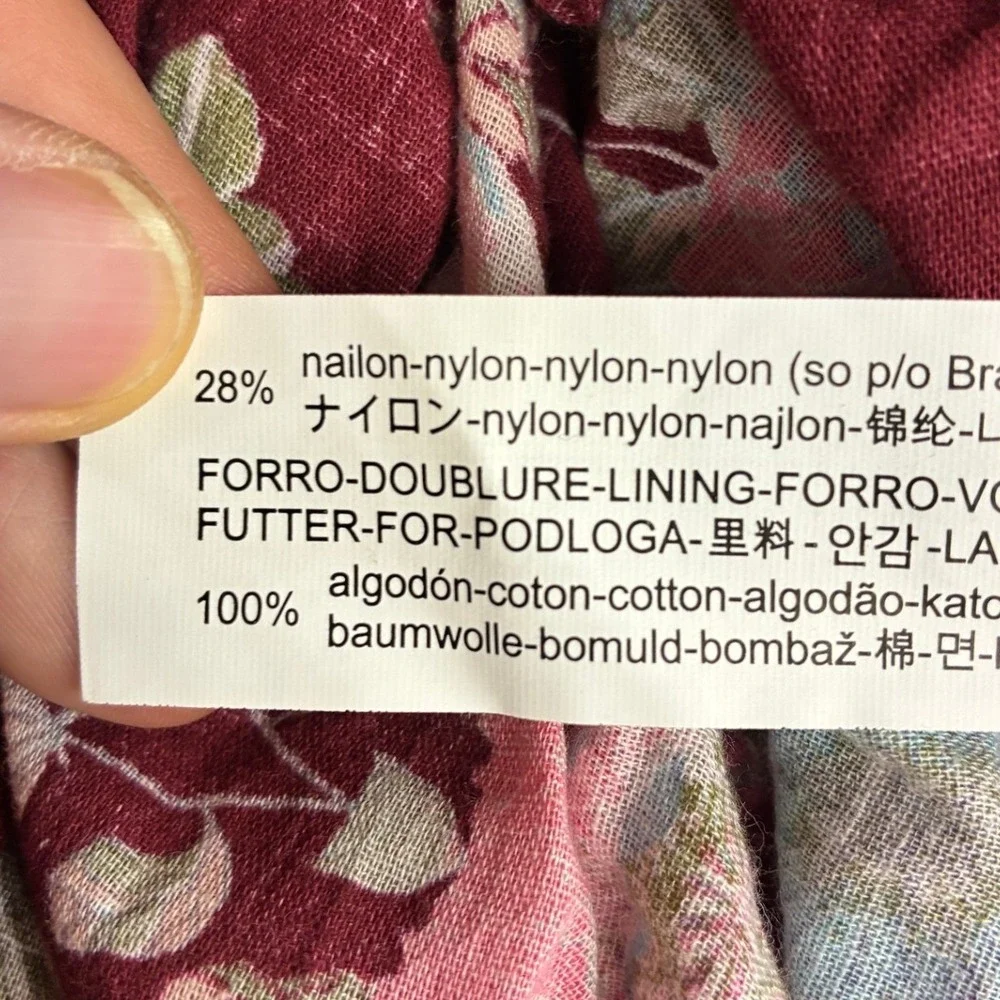 28% nailon-nylon-nylon-nylon (so p/o
ナイロン-nylon-nylon-najlon-锦纶-
FORRO-DOUBLURE-LINING-FORRO-
FUTTER-FOR-PODLOGA-里料-안감-LA
100% algodón-coton-cotton-algodão-
baumwolle-bomuld-bombaž-棉-면-